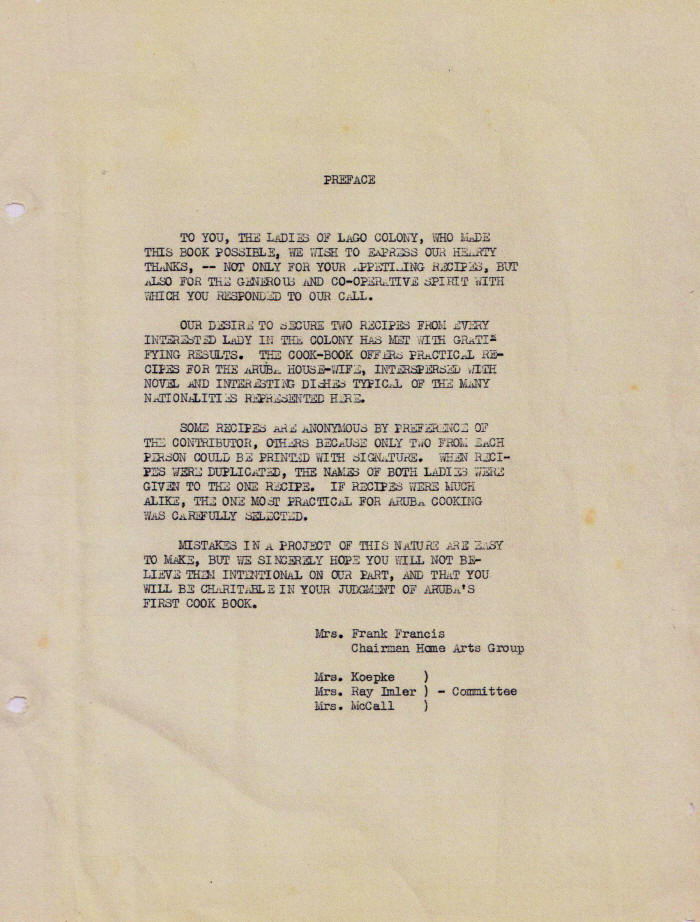 PREFACE
TO YOU, THE LADIES OF LAGO COLONY, WHO MADE
THIS BOOK POSSIBLE, WE WISH TO EXPRESS OUR HEARTY
THANKS, -- NOT ONLY FOR YOUR APPETIZING RECIPES, BUT
ALSO FOR THE GENEROUS AND CO-OPERATIVE SPIRIT WITH
WHICH YOU RESPONDED TO OUR CALL.
OUR DESIRE TO SECURE TWO RECIPES FROM EVERY
INTERESTED LADY IN THE COLONY HAS MET WITH GRATI-
FYING RESULTS. THE COOK-BOOK OFFERS PRACTICAL RE-
CIPES FOR THE ARUBA HOUSE-WIFE, INTERSPERSED WITH
NOVEL AND INTERESTING DISHES TYPICAL OF THE MANY
NATIONALITIES REPRESENTED HERE.
SOME RECIPES ARE ANONYMOUS BY PREFERENCE OF
THE CONTRIBUTOR, OTHERS BECAUSE ONLY TWO FROM EACH
PERSON COULD BE PRINTED WITH SIGNATURE. WHEN RECI-
PES WERE DUPLICATED, THE NAMES OF BOTH LADIES WERE
GIVEN TO THE ONE RECIPE. IF RECIPES WERE MUCH
ALIKE, THE ONE MOST PRACTICAL FOR ARUBA COOKING
WAS CAREFULLY SELECTED.
MISTAKES IN A PROJECT OF THIS NATURE ARE EASY
TO MAKE, BUT WE SINCERELY HOPE YOU WILL NOT BE-
LIEVE THEM INTENTIONAL ON OUR PART, AND THAT YOU
WILL BE CHARITABLE IN YOUR JUDGMENT OF ARUBA'S
FIRST COOK BOOK.
Mrs. Frank Francis
Chairman Home Arts Group
Mrs. Koepke )
Mrs. Ray Imler ) - Committee
Mrs. McCall )